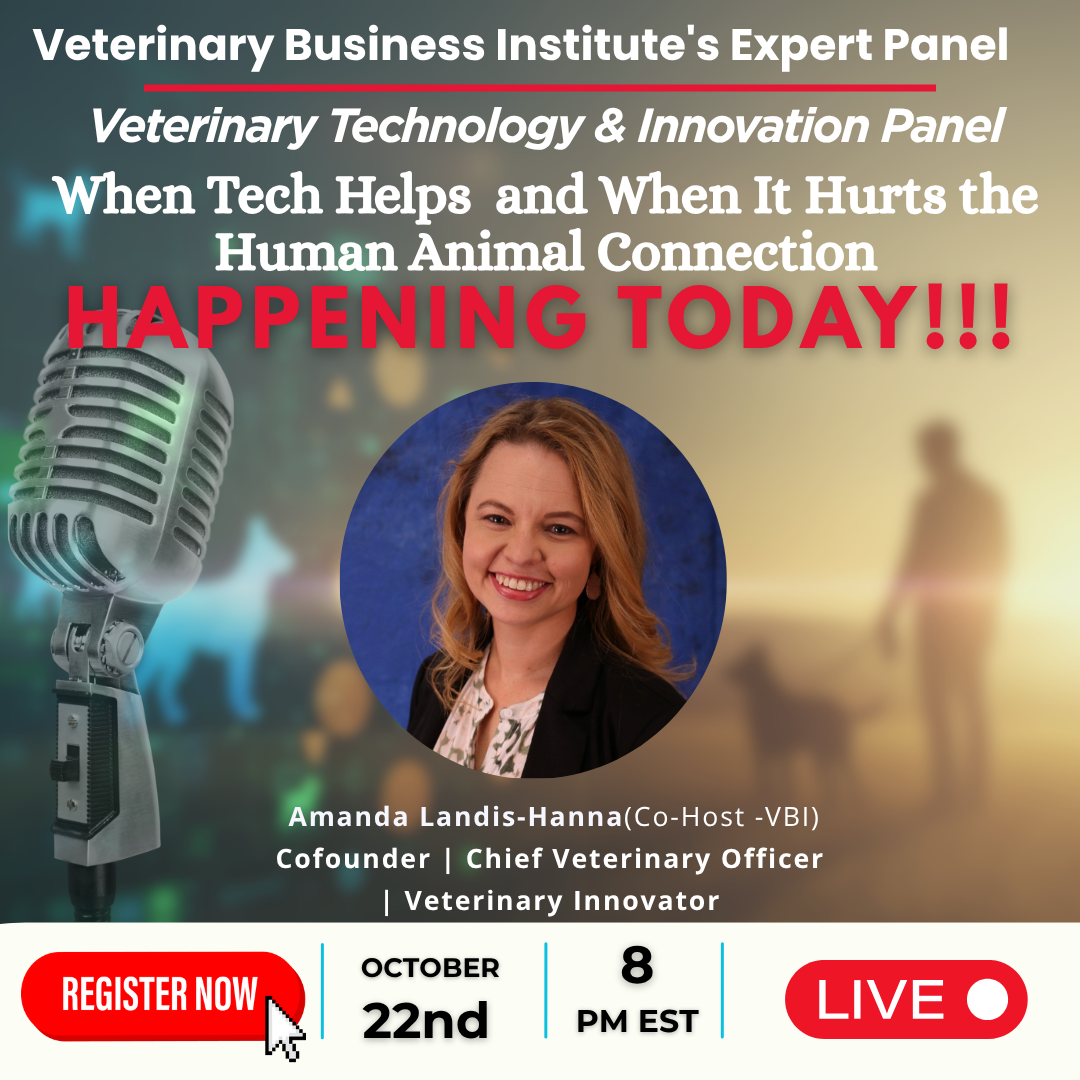 Veterinary Business Institute's Expert Panel
Veterinary Technology & Innovation Panel
When Tech Helps and When It Hurts the
Human Animal Connection
HAPPENING TODAY!!!
Amanda Landis-Hanna(Co-Host -VBI)
Cofounder | Chief Veterinary Officer
| Veterinary Innovator
REGISTER NOW
OCTOBER
22nd
8
PM EST
LIVE